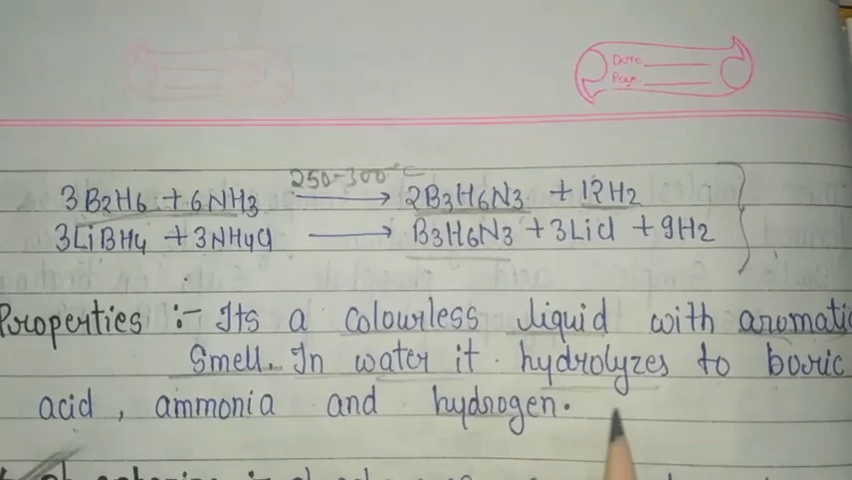 Date
Page
250-300°C
3B2H6 + 6NH3 → 2B3H6N3 + 12H2
3LiBH4 + 3NH4Cl → B3H6N3 + 3LiCl + 9H2
Properties :- Its a colourless liquid with aromatic
Smell. In water it hydrolyzes to boric
acid, ammonia and hydrogen.